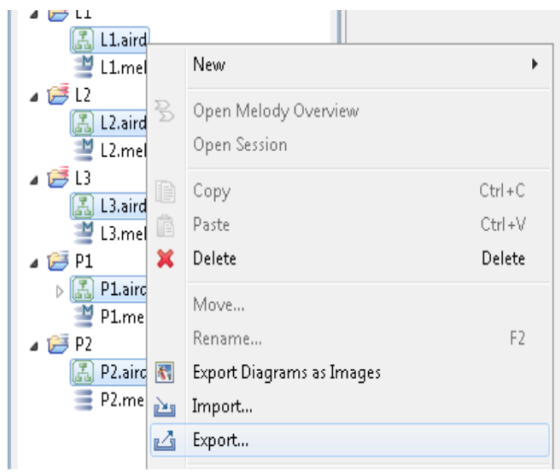 L1
L1.aird
L1.mel
L2
L2.aird
L2.mel
L3
L3.aird
L3.mel
P1
P1.airc
P1.me
P2
P2.airc
P2.me
New
Open Melody Overview
Open Session
Copy Ctrl+C
Paste Ctrl+V
Delete Delete
Move...
Rename... F2
Export Diagrams as Images
Import...
Export...